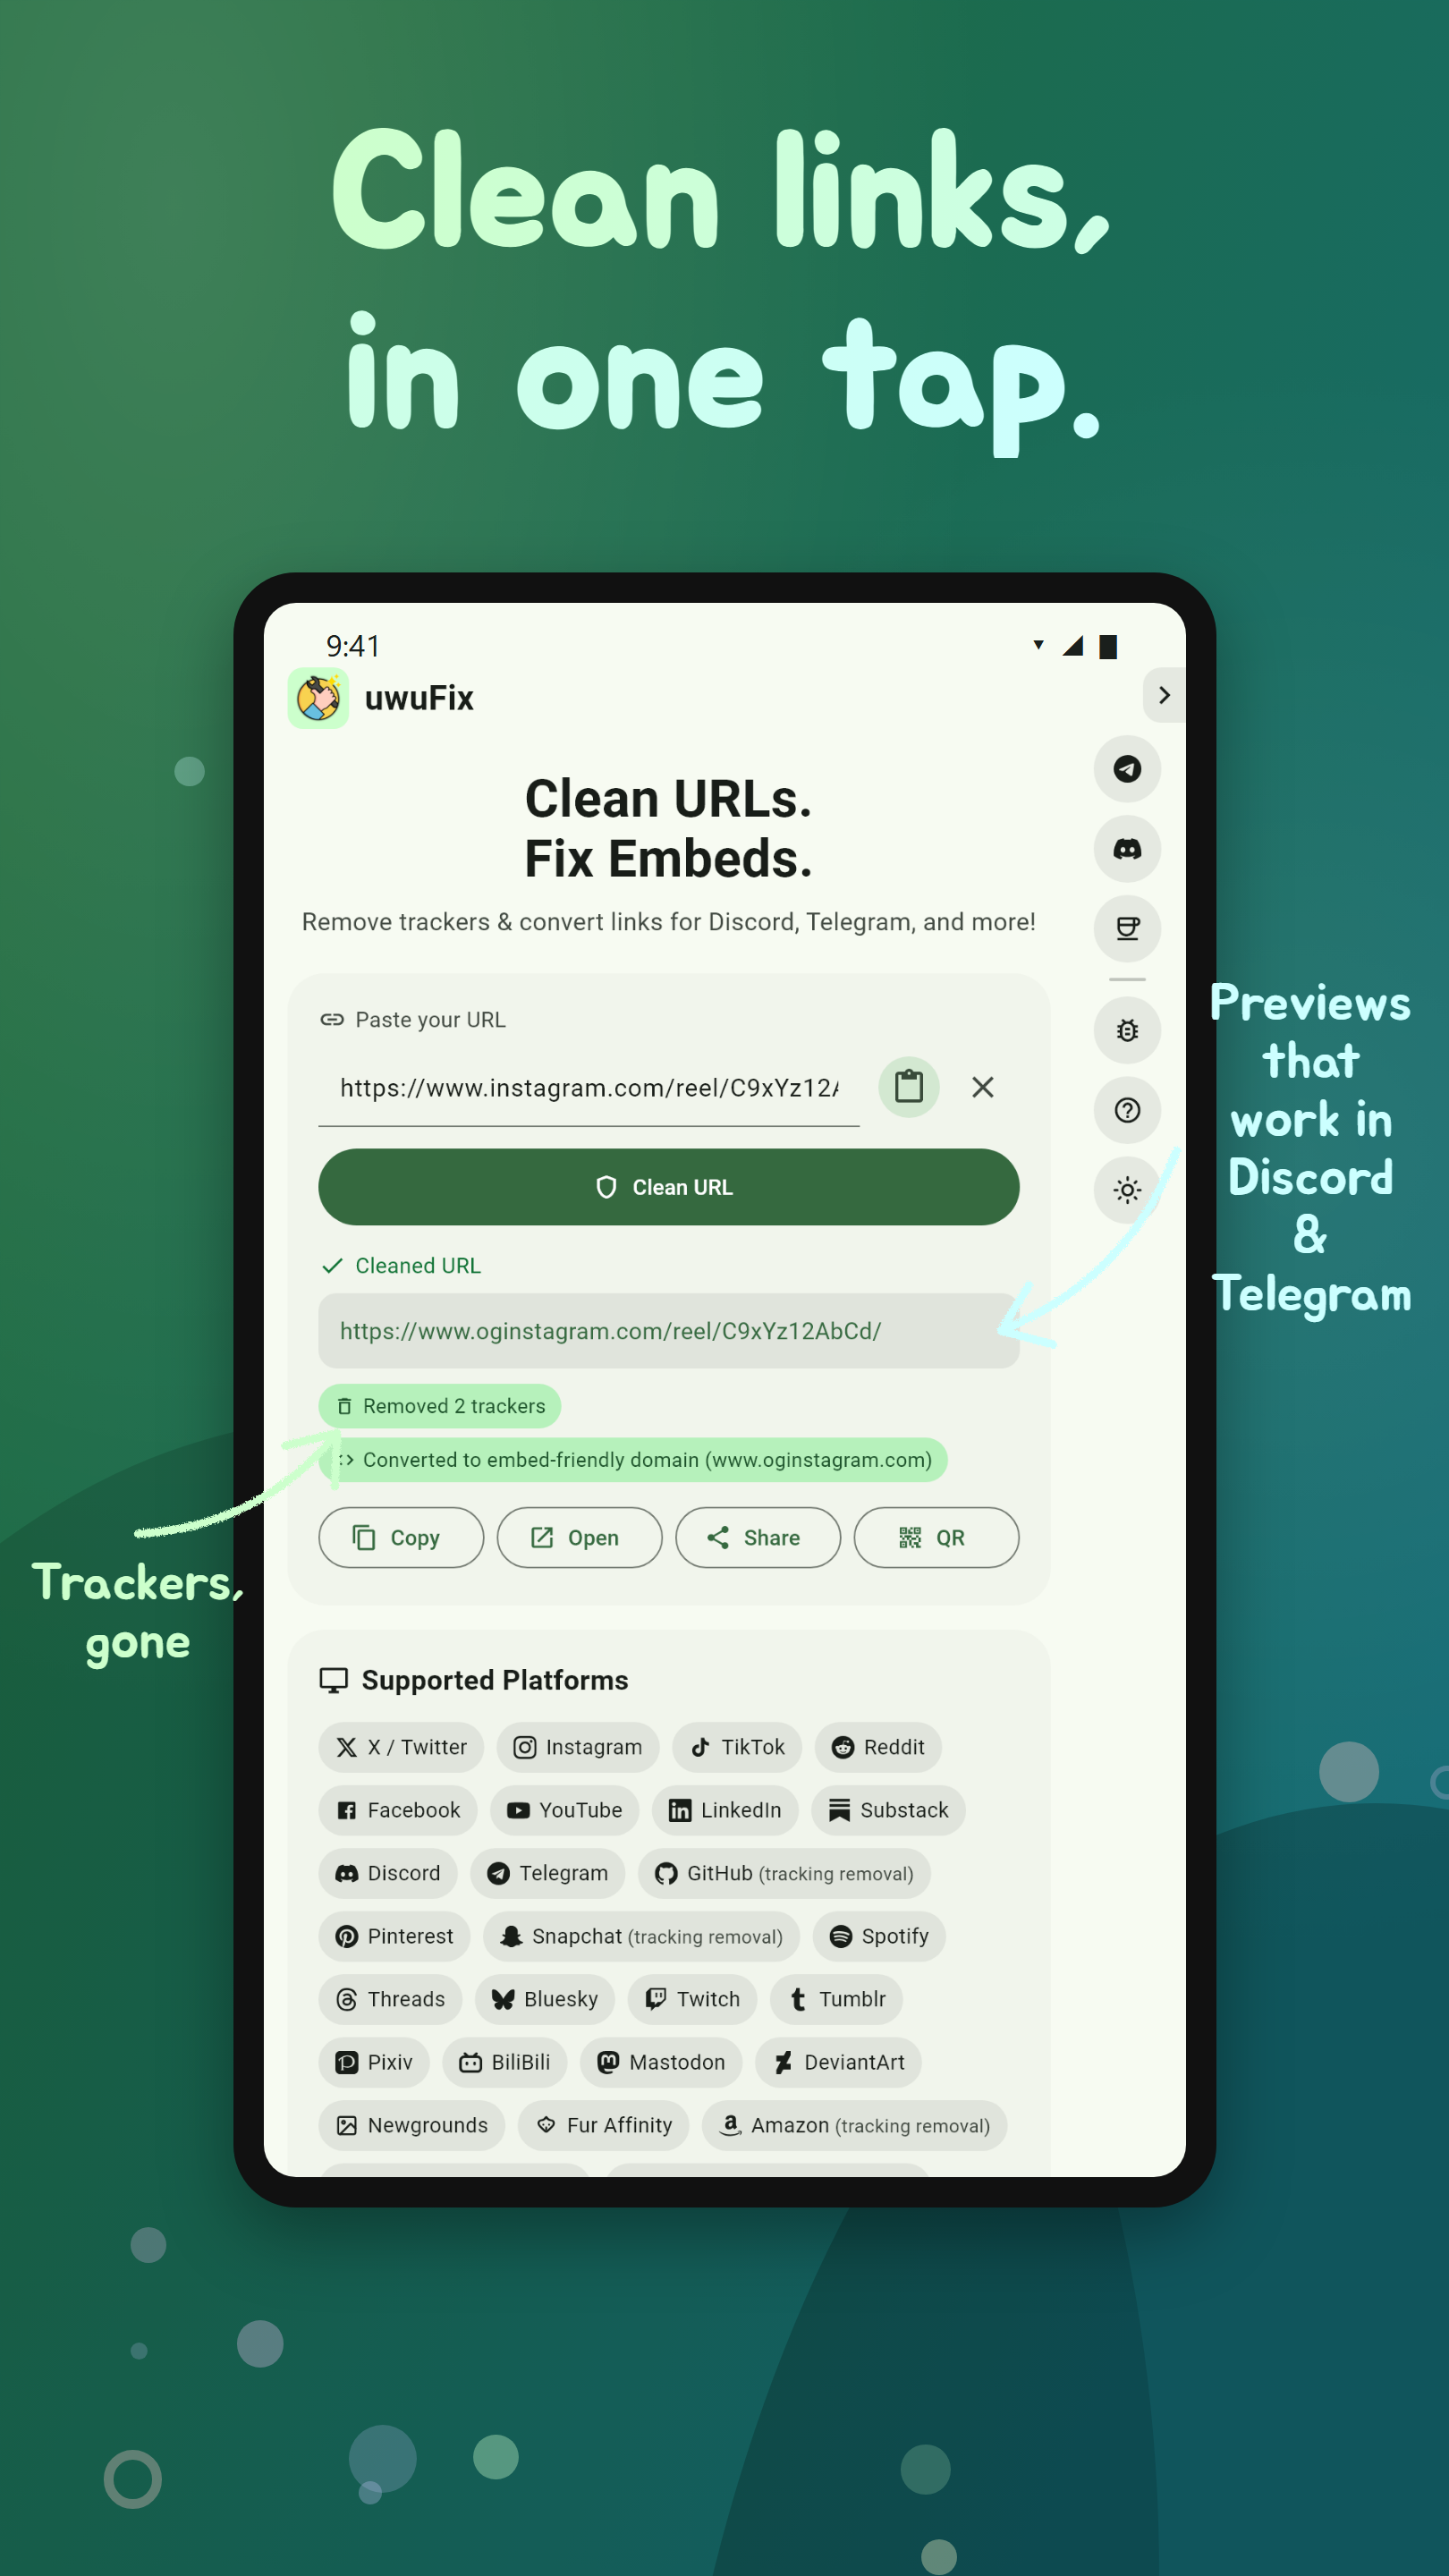 Clean links,
in one tap.
9:41
uwuFix
Clean URLs.
Fix Embeds.
Remove trackers & convert links for Discord, Telegram, and more!
Paste your URL
https://www.instagram.com/reel/C9xYz12A
Clean URL
Cleaned URL
https://www.oginstagram.com/reel/C9xYz12AbCd/
Removed 2 trackers
Converted to embed-friendly domain (www.oginstagram.com)
Copy
Open
Share
QR
Previews
that
work in
Discord
&
Telegram
Trackers,
gone
Supported Platforms
X / Twitter
Instagram
TikTok
Reddit
Facebook
YouTube
LinkedIn
Substack
Discord
Telegram
GitHub (tracking removal)
Pinterest
Snapchat (tracking removal)
Spotify
Threads
Bluesky
Twitch
Tumblr
Pixiv
BiliBili
Mastodon
DeviantArt
Newgrounds
Fur Affinity
Amazon (tracking removal)